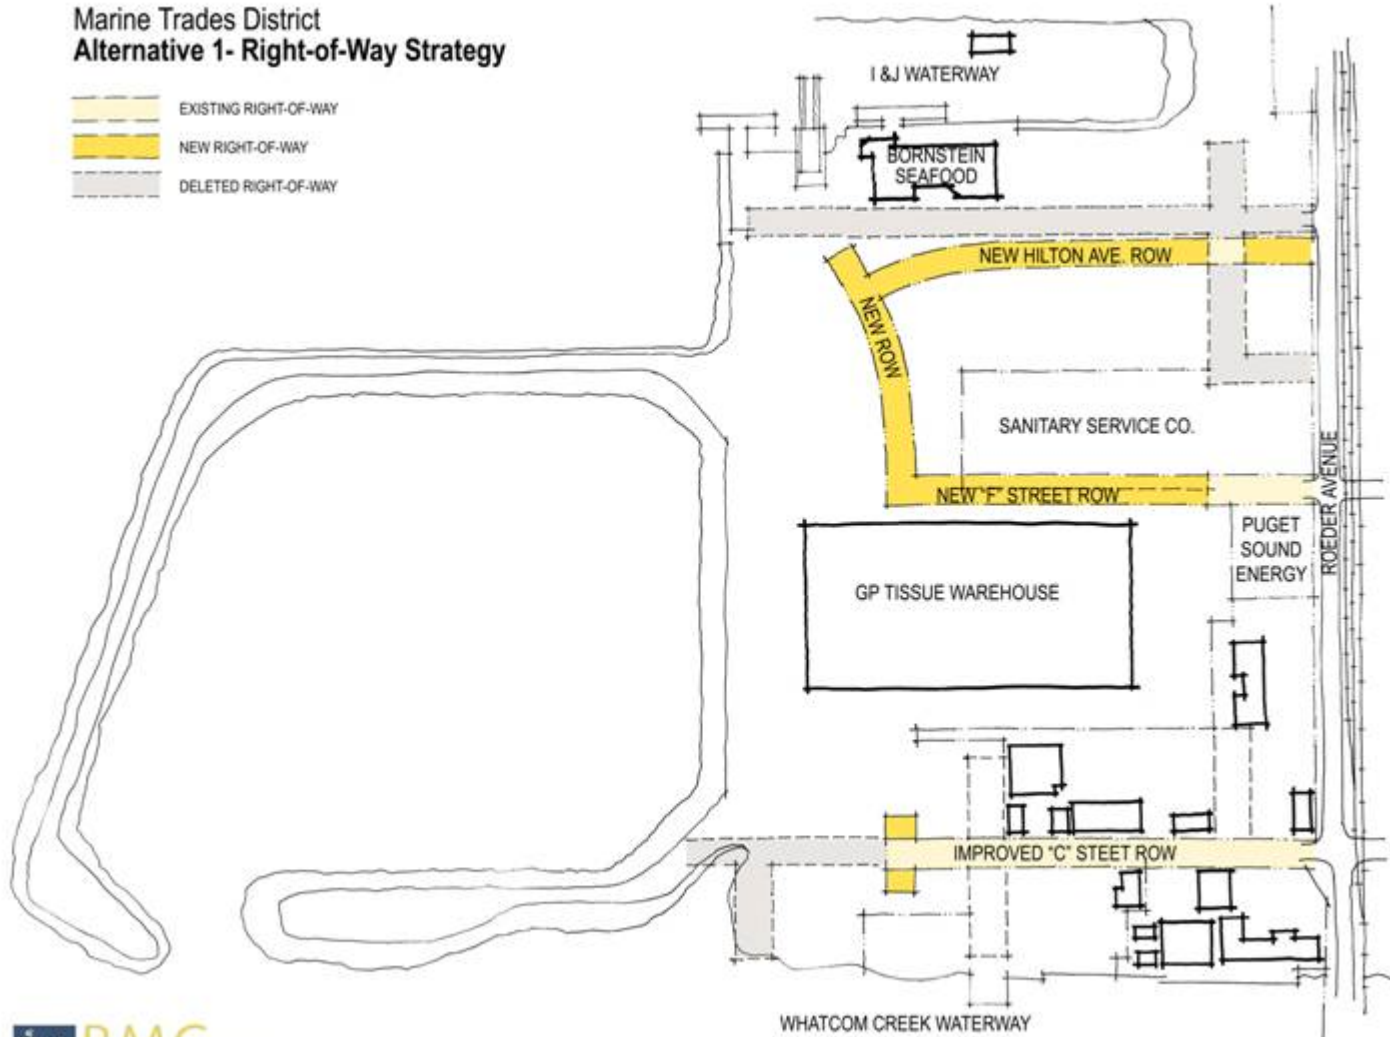 Marine Trades District
Alternative 1- Right-of-Way Strategy
EXISTING RIGHT-OF-WAY
NEW RIGHT-OF-WAY
DELETED RIGHT-OF-WAY
I &J WATERWAY
BORNSTEIN
SEAFOOD
NEW HILTON AVE. ROW
NEW ROW
SANITARY SERVICE CO.
ROEDER AVENUE
NEW "F" STREET ROW
PUGET
SOUND
ENERGY
GP TISSUE WAREHOUSE
IMPROVED "C" STEET ROW
WHATCOM CREEK WATERWAY